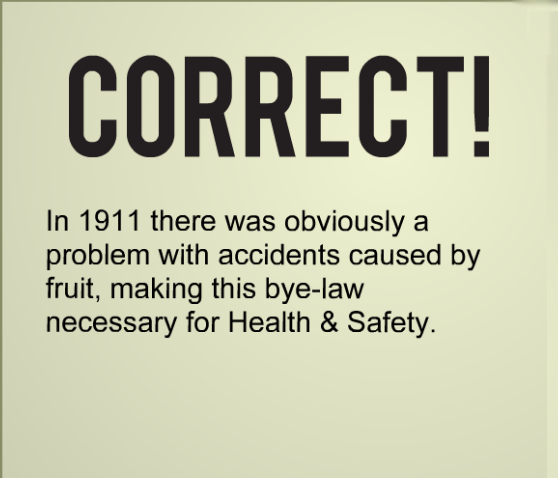 CORRECT!
In 1911 there was obviously a
problem with accidents caused by
fruit, making this bye-law
necessary for Health & Safety.